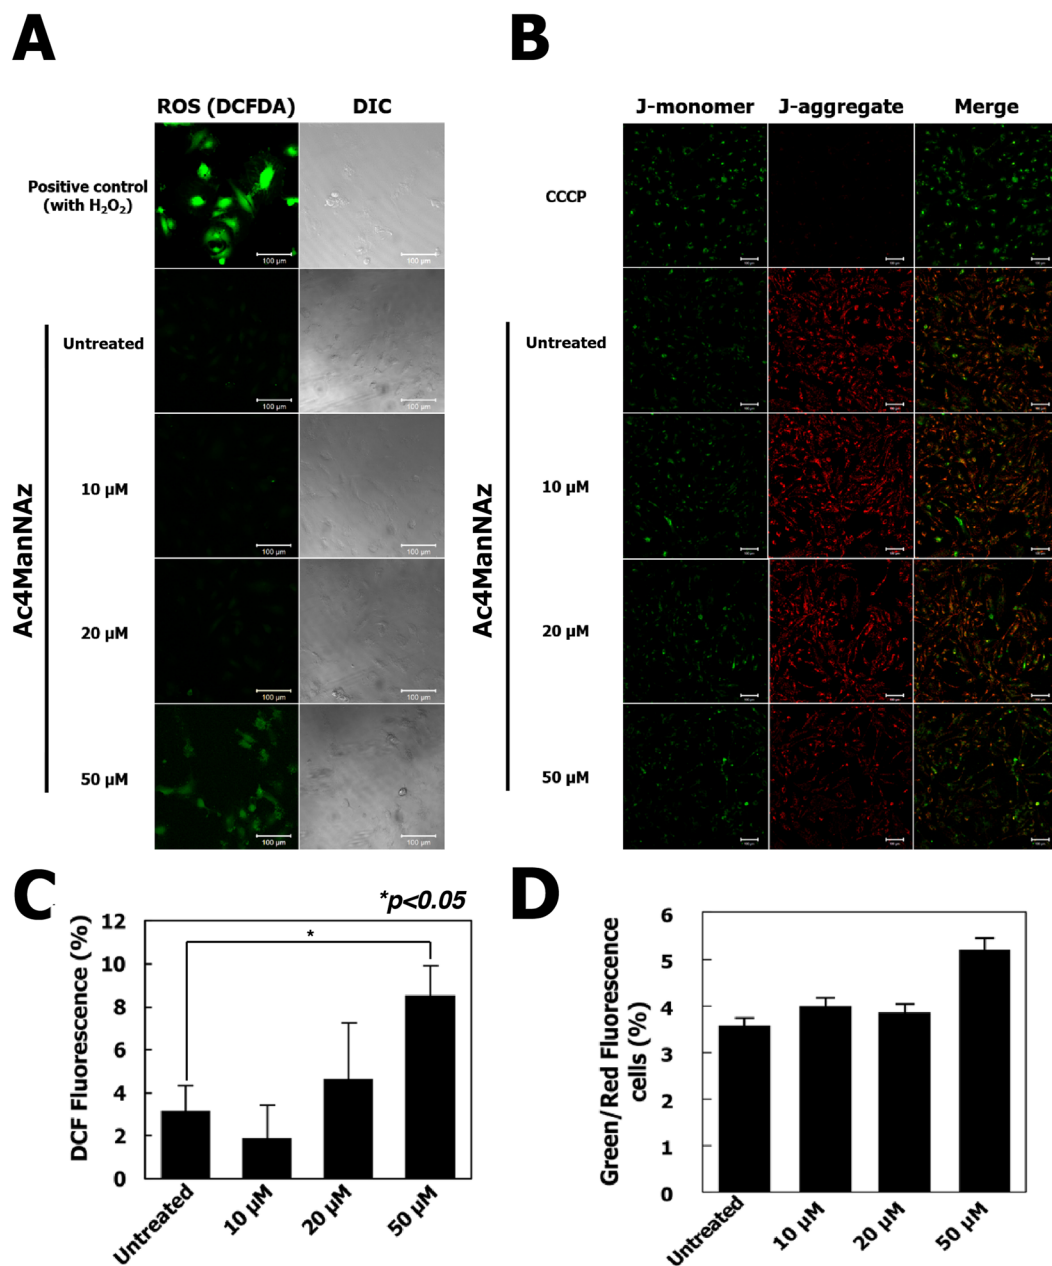 A
ROS (DCFDA)
DIC
Positive control
(with H₂O₂)
100 µm
100 µm
Untreated
100 µm
100 µm
10 µM
100 µm
100 µm
20 µM
100 µm
100 µm
50 µM
100 µm
100 µm
Ac4ManNAz
B
J-monomer
J-aggregate
Merge
CCCP
Untreated
10 µM
20 µM
50 µM
Ac4ManNAz
C
*p<0.05
DCF Fluorescence (%)
12
10
8
6
4
2
0
*
Untreated
10 µM
20 µM
50 µM
D
Green/Red Fluorescence
cells (%)
6
5
4
3
2
1
0
Untreated
10 µM
20 µM
50 µM